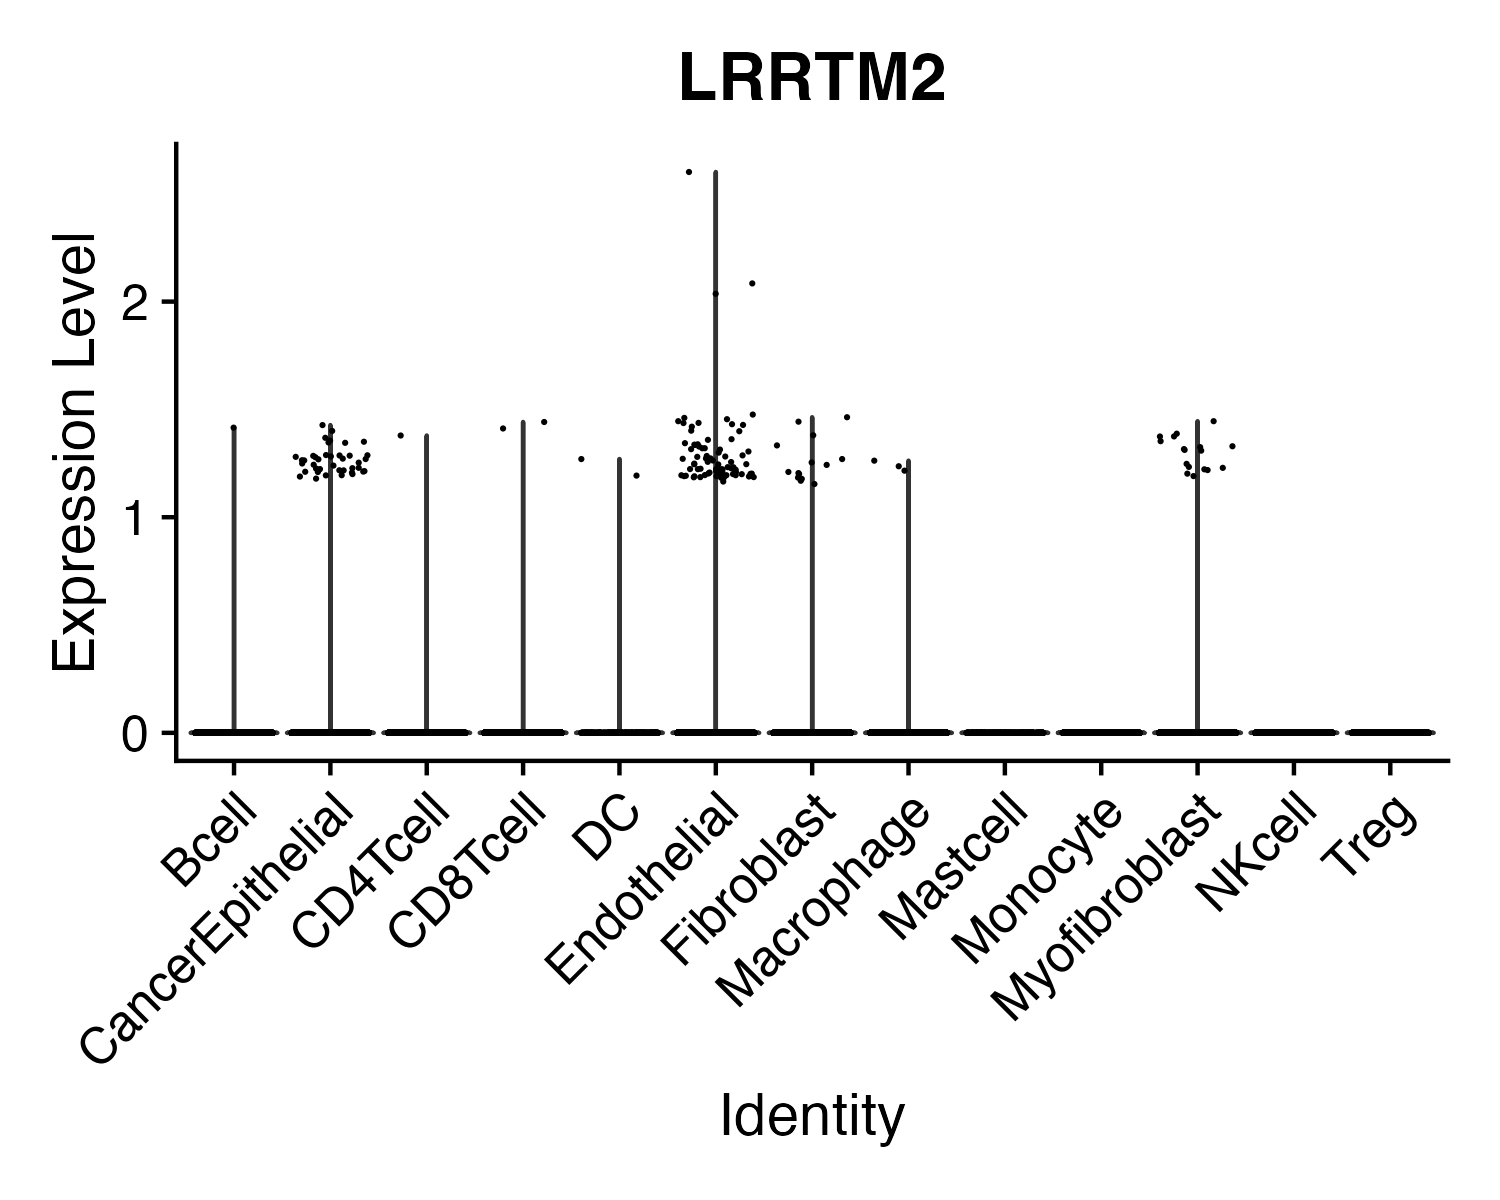 LRRTM2
Expression Level
2
1
0
Bcell
CancerEpithelial
CD4Tcell
CD8Tcell
DC
Endothelial
Fibroblast
Macrophage
Mastcell
Monocyte
Myofibroblast
NKcell
Treg
Identity